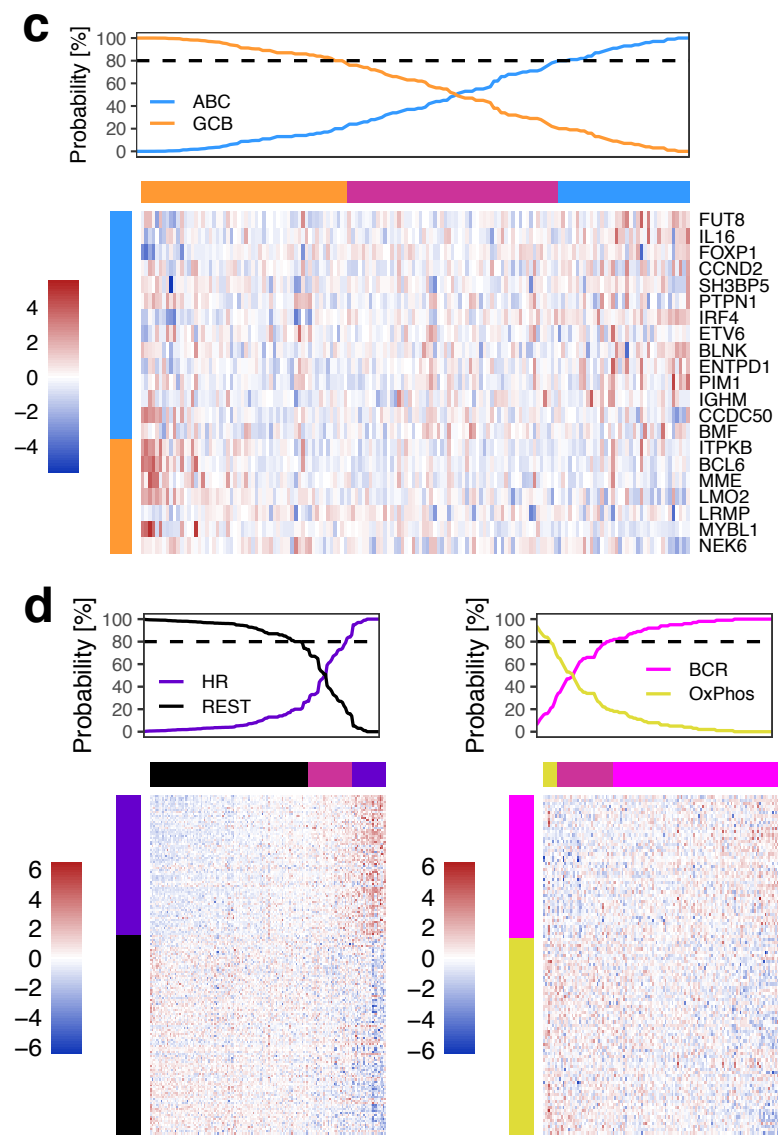 c
Probability [%]
100
80
60
40
20
0
ABC
GCB
4
2
0
−2
−4
FUT8
IL16
FOXP1
CCND2
SH3BP5
PTPN1
IRF4
ETV6
BLNK
ENTPD1
PIM1
IGHM
CCDC50
BMF
ITPKB
BCL6
MME
LMO2
LRMP
MYBL1
NEK6
d
Probability [%]
100
80
60
40
20
0
HR
REST
6
4
2
0
−2
−4
−6
Probability [%]
100
80
60
40
20
0
BCR
OxPhos
6
4
2
0
−2
−4
−6